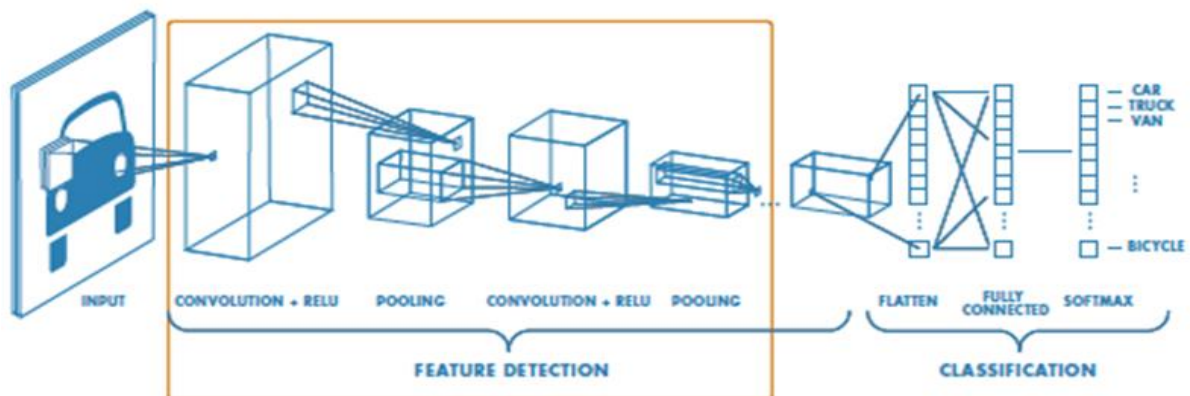 CAR
TRUCK
VAN
BICYCLE
INPUT
CONVOLUTION + RELU
POOLING
CONVOLUTION + RELU
POOLING
FLATTEN
FULLY
CONNECTED
SOFTMAX
FEATURE DETECTION
CLASSIFICATION